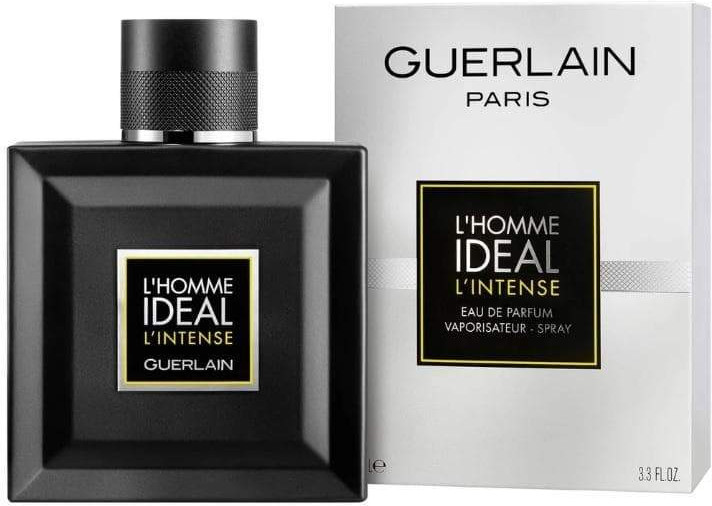 L'HOMME
IDEAL
L'INTENSE
GUERLAIN
GUERLAIN
PARIS
L'HOMME
IDEAL
L'INTENSE
EAU DE PARFUM
VAPORISATEUR - SPRAY
3.3 FL.OZ.